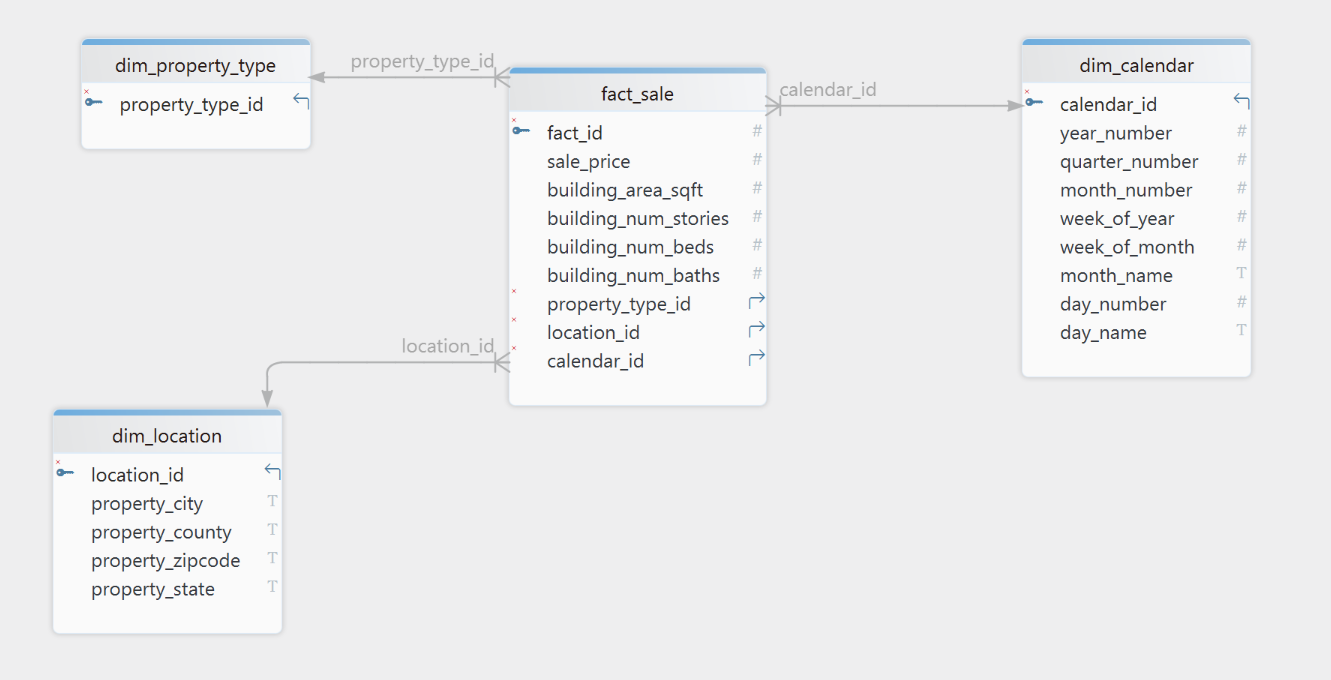 dim_property_type
property_type_id
property_type_id
fact_sale
fact_id
sale_price
building_area_sqft
building_num_stories
building_num_beds
building_num_baths
property_type_id
location_id
calendar_id
calendar_id
dim_calendar
calendar_id
year_number
quarter_number
month_number
week_of_year
week_of_month
month_name
day_number
day_name
location_id
dim_location
location_id
property_city
property_county
property_zipcode
property_state